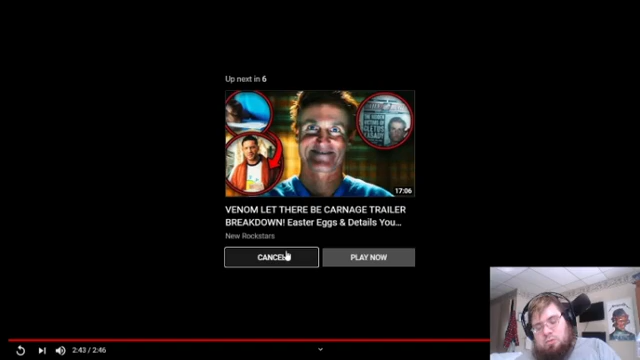 Up next in 6
17:06
VENOM LET THERE BE CARNAGE TRAILER
BREAKDOWN! Easter Eggs & Details You...
New Rockstars
CANCEL
PLAY NOW
2:43 / 2:46